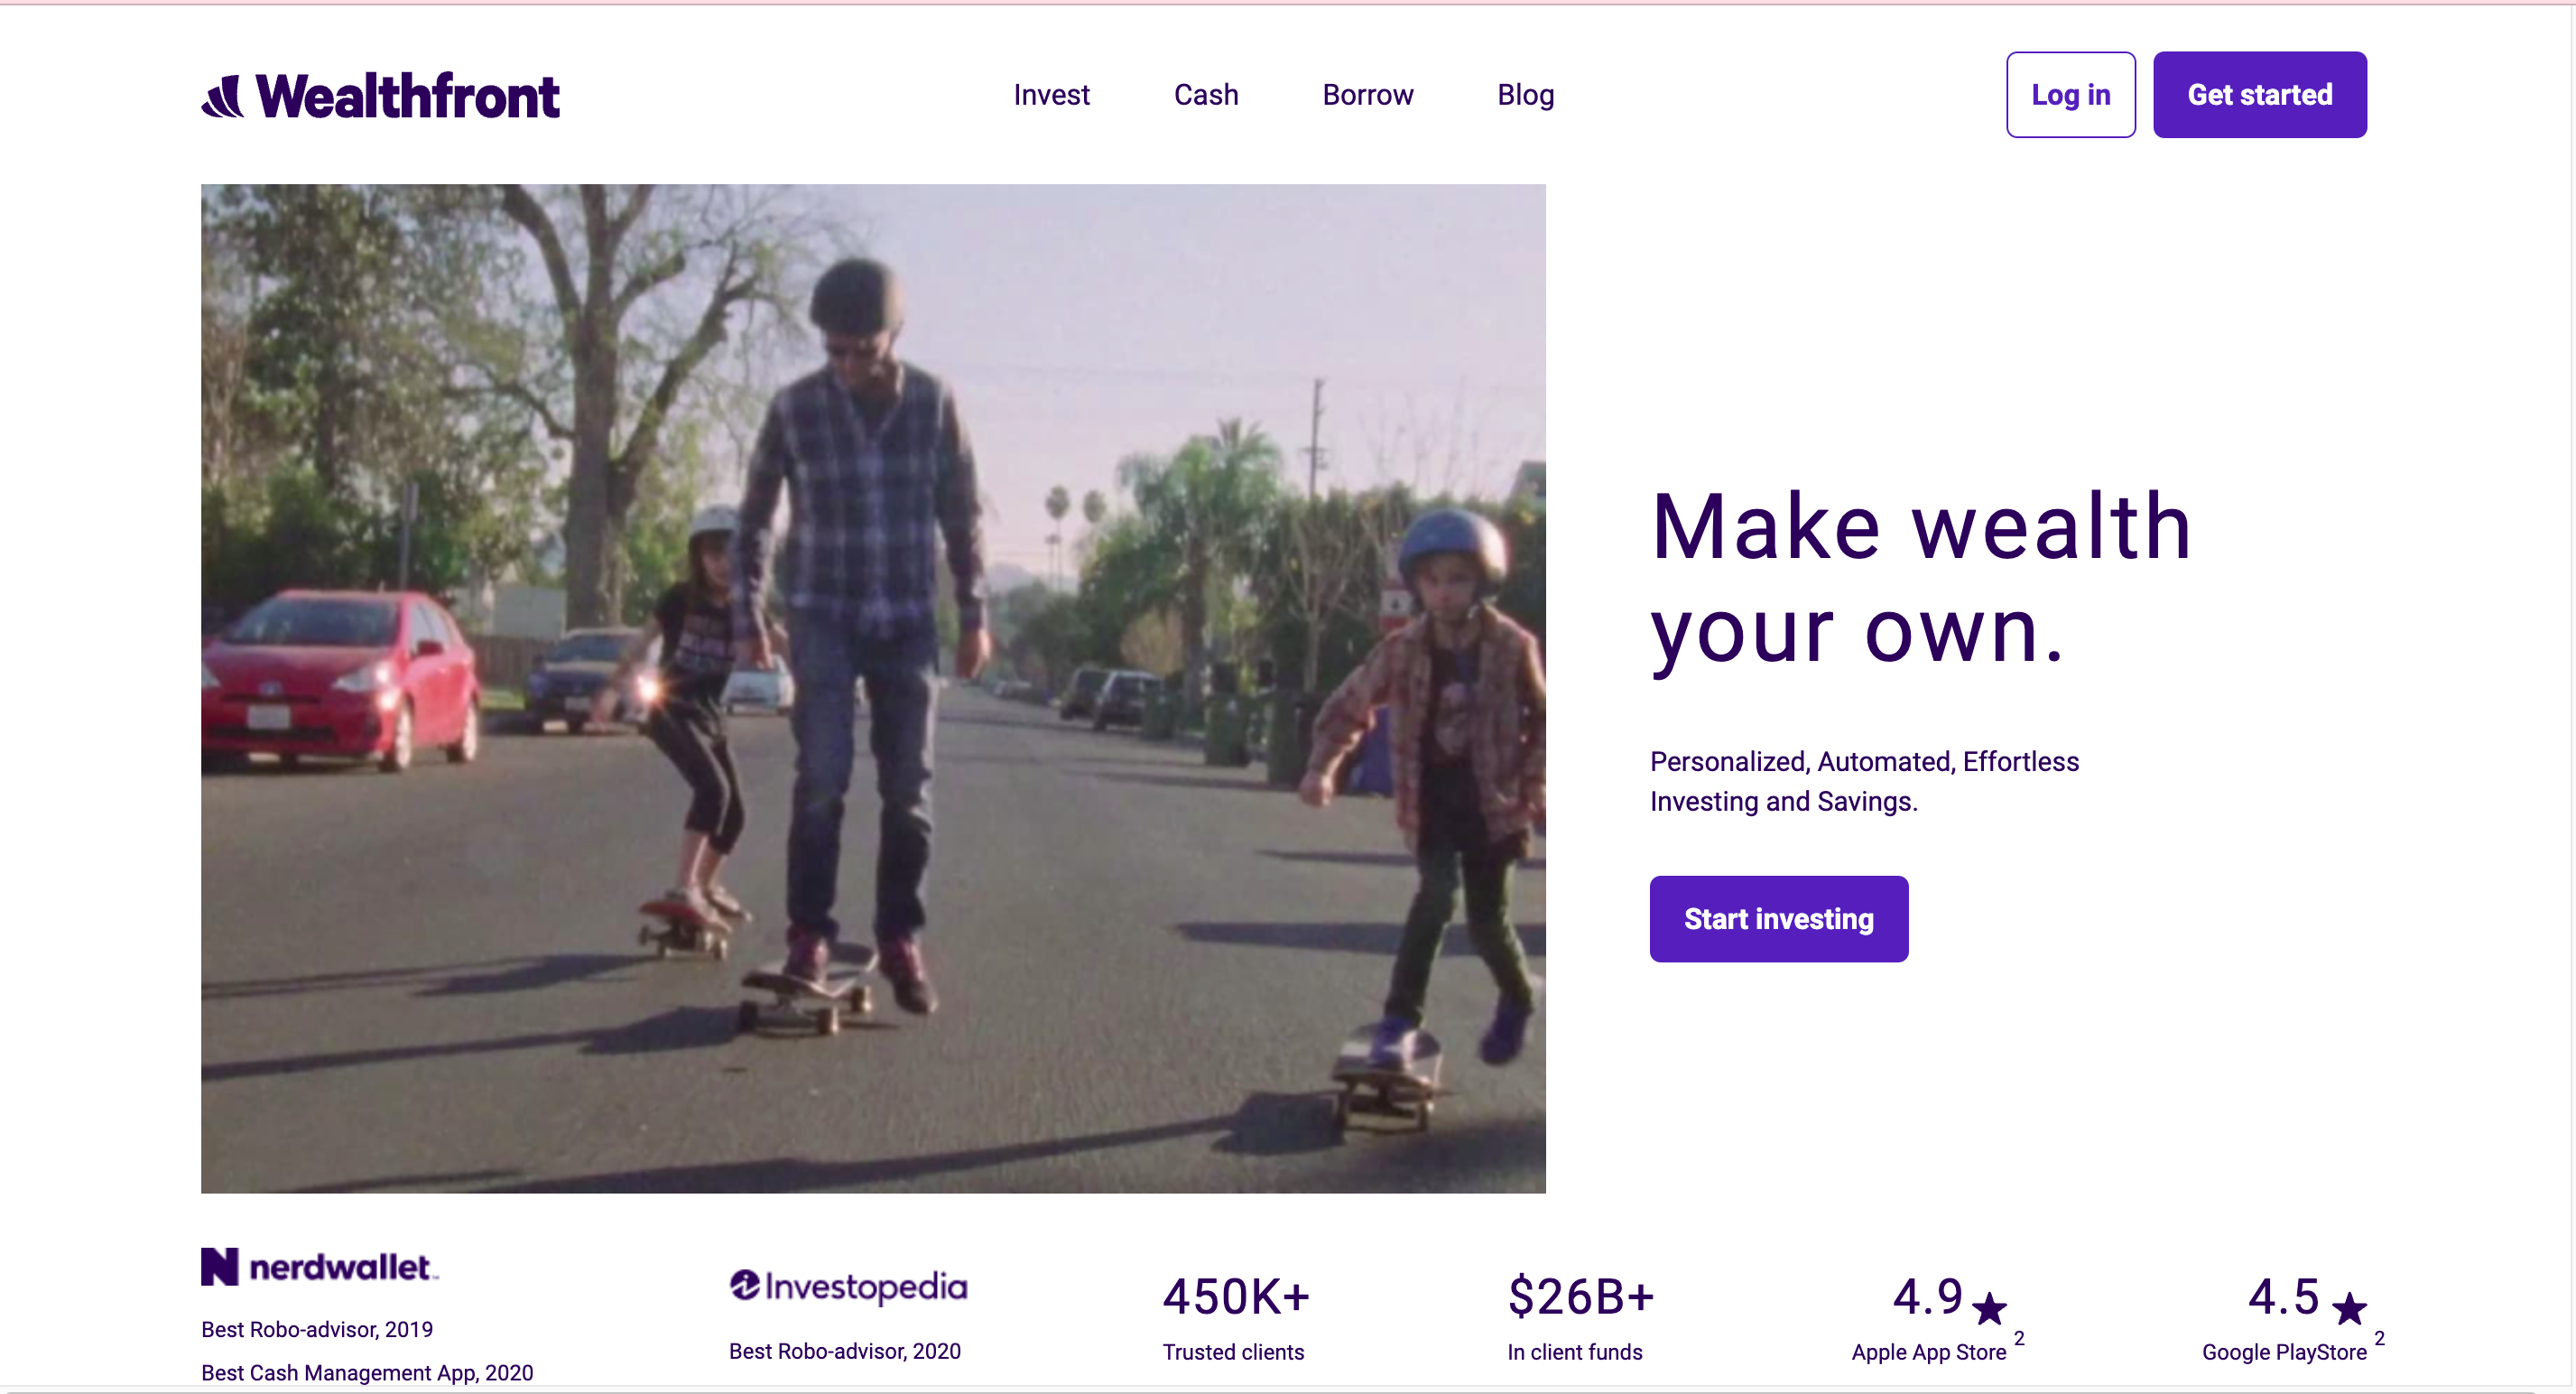 Wealthfront
Invest
Cash
Borrow
Blog
Log in
Get started
Make wealth
your own.
Personalized, Automated, Effortless
Investing and Savings.
Start investing
nerdwallet
Best Robo-advisor, 2019
Best Cash Management App, 2020
Investopedia
Best Robo-advisor, 2020
450K+
Trusted clients
$26B+
In client funds
4.9 ★
Apple App Store 2
4.5 ★
Google PlayStore 2